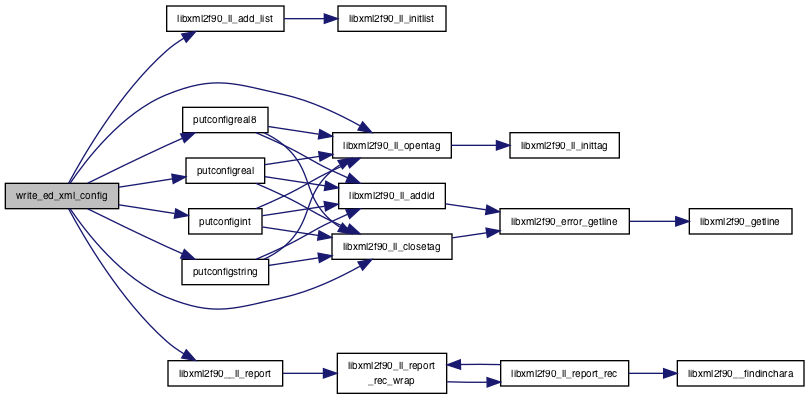 libxml2f90_ll_add_list
libxml2f90_ll_initlist
putconfigreal8
libxml2f90_ll_opentag
libxml2f90_ll_inittag
putconfigreal
write_ed_xml_config
libxml2f90_ll_addid
putconfigint
libxml2f90_error_getline
libxml2f90_getline
libxml2f90_ll_closetag
putconfigstring
libxml2f90__ll_report
libxml2f90_ll_report
_rec_wrap
libxml2f90_ll_report_rec
libxml2f90__findinchara